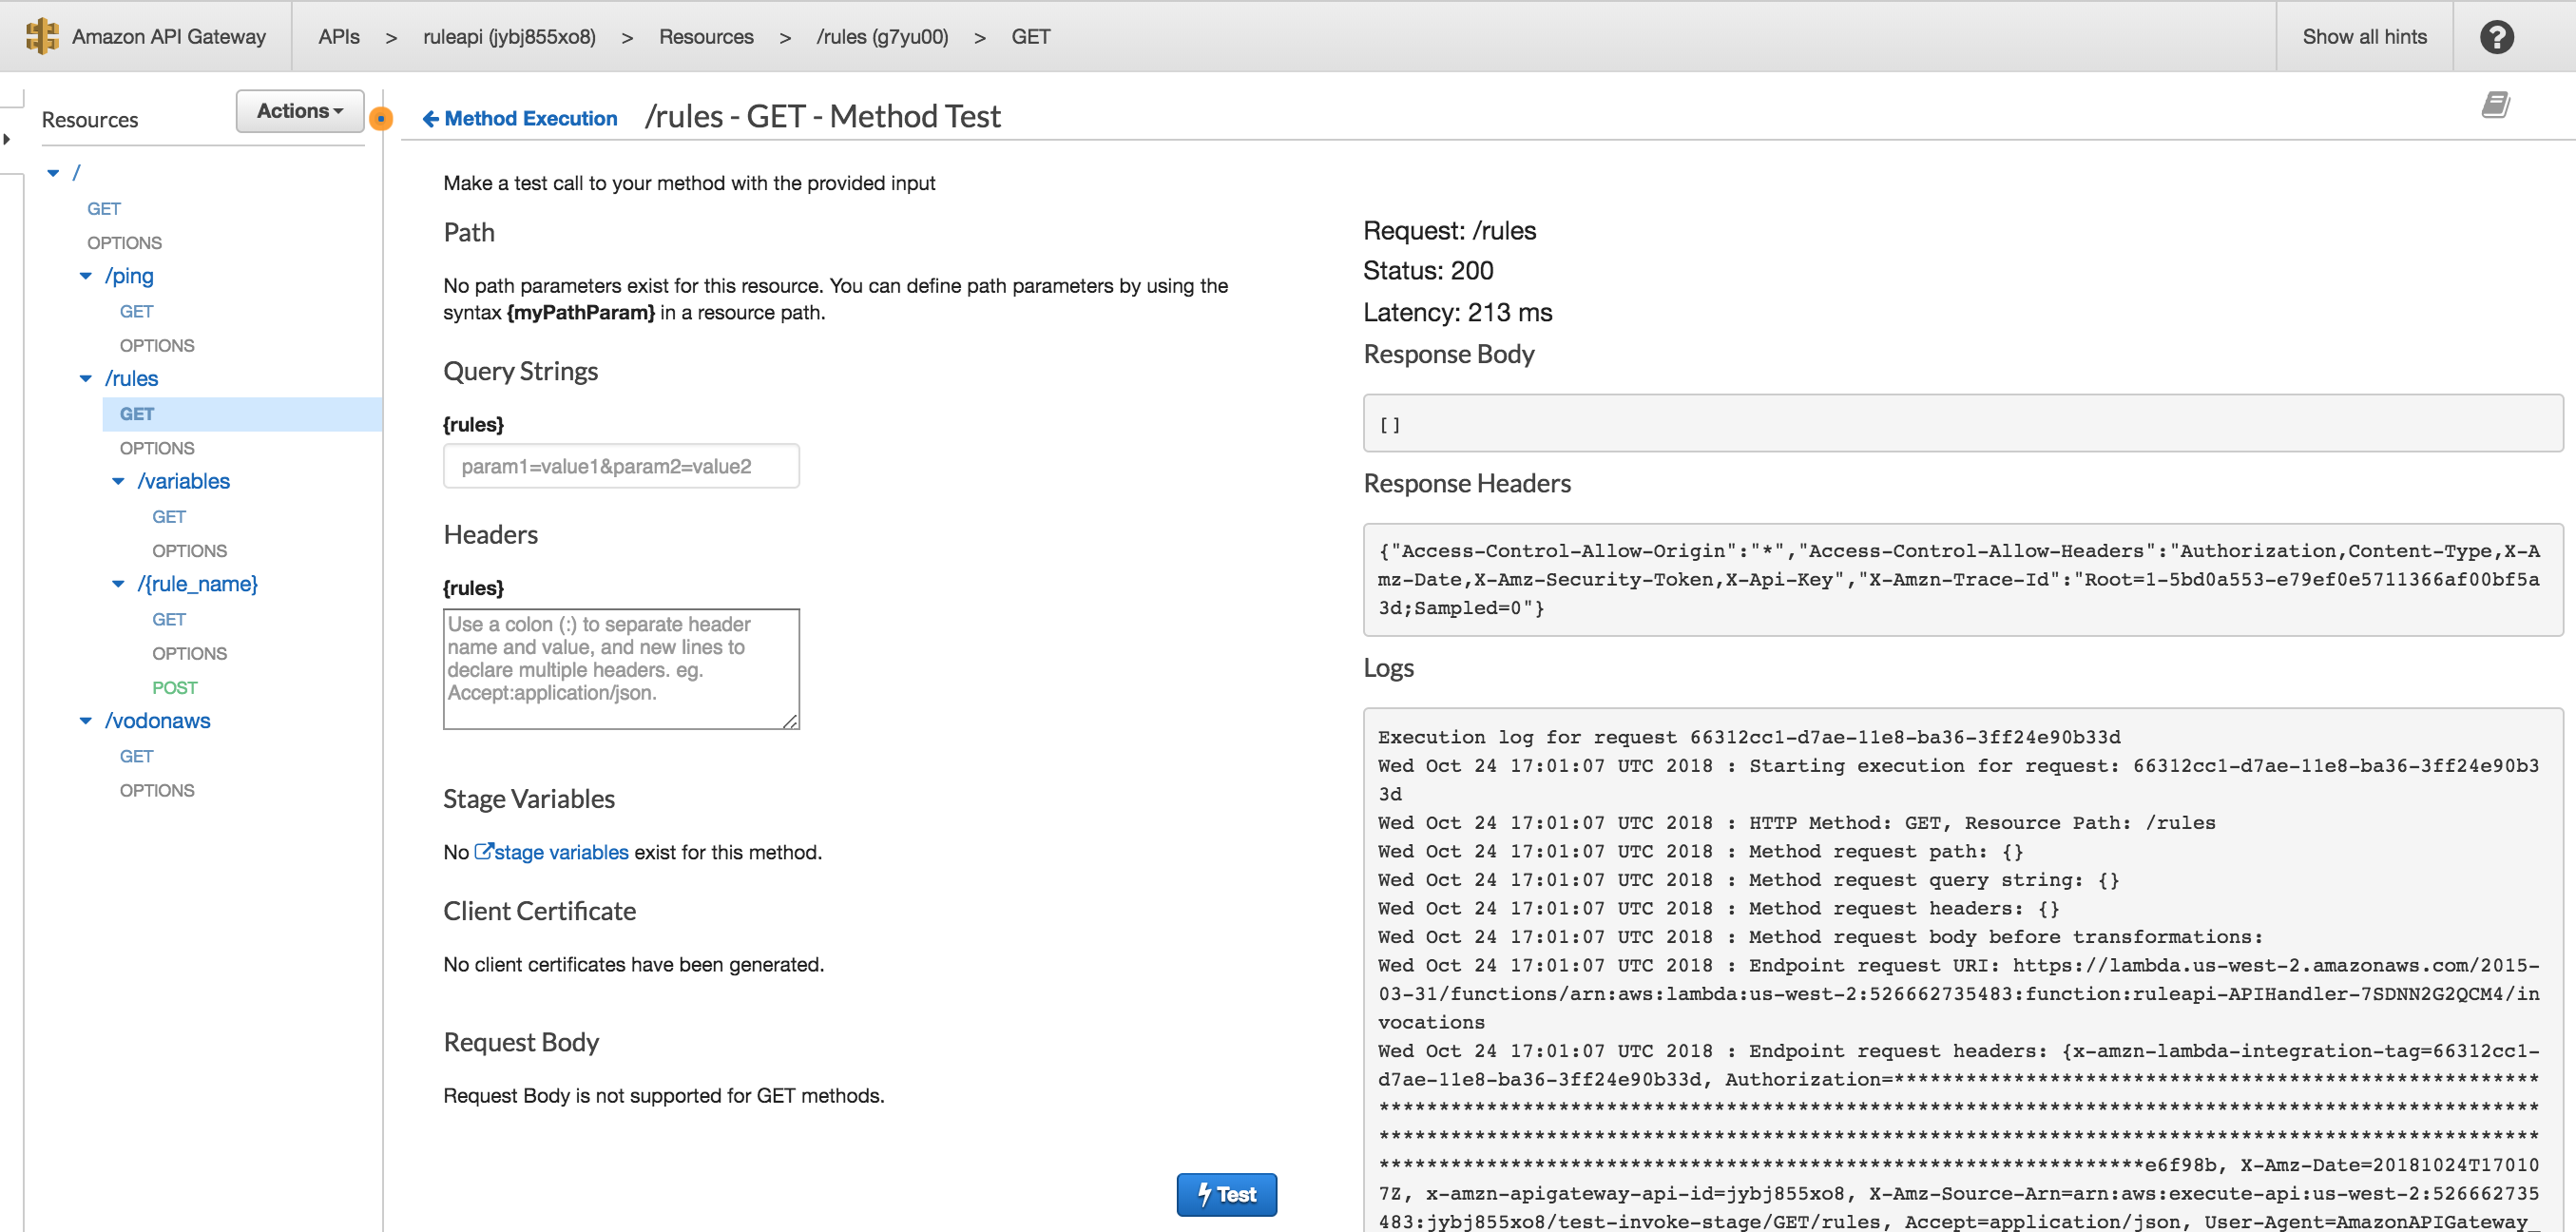 Amazon API Gateway
APIs > ruleapi (jybj855xo8) > Resources > /rules (g7yu00) > GET
Show all hints
?
Resources
Actions
/
GET
OPTIONS
/ping
GET
OPTIONS
/rules
GET
OPTIONS
/variables
GET
OPTIONS
/{rule_name}
GET
OPTIONS
POST
/vodonaws
GET
OPTIONS
Method Execution /rules - GET - Method Test
Make a test call to your method with the provided input
Path
No path parameters exist for this resource. You can define path parameters by using the
syntax {myPathParam} in a resource path.
Query Strings
{rules}
param1=value1&param2=value2
Headers
{rules}
Use a colon (:) to separate header
name and value, and new lines to
declare multiple headers. eg.
Accept:application/json.
Stage Variables
No stage variables exist for this method.
Client Certificate
No client certificates have been generated.
Request Body
Request Body is not supported for GET methods.
Test
Request: /rules
Status: 200
Latency: 213 ms
Response Body
[]
Response Headers
{"Access-Control-Allow-Origin":"*","Access-Control-Allow-Headers":"Authorization,Content-Type,X-A
mz-Date,X-Amz-Security-Token,X-Api-Key","X-Amzn-Trace-Id":"Root=1-5bd0a553-e79ef0e5711366af00bf5a
3d;Sampled=0"}
Logs
Execution log for request 66312cc1-d7ae-11e8-ba36-3ff24e90b33d
Wed Oct 24 17:01:07 UTC 2018 : Starting execution for request: 66312cc1-d7ae-11e8-ba36-3ff24e90b3
3d
Wed Oct 24 17:01:07 UTC 2018 : HTTP Method: GET, Resource Path: /rules
Wed Oct 24 17:01:07 UTC 2018 : Method request path: {}
Wed Oct 24 17:01:07 UTC 2018 : Method request query string: {}
Wed Oct 24 17:01:07 UTC 2018 : Method request headers: {}
Wed Oct 24 17:01:07 UTC 2018 : Method request body before transformations:
Wed Oct 24 17:01:07 UTC 2018 : Endpoint request URI: https://lambda.us-west-2.amazonaws.com/2015-
03-31/functions/arn:aws:lambda:us-west-2:526662735483:function:ruleapi-APIHandler-7SDNN2G2QCM4/in
vocations
Wed Oct 24 17:01:07 UTC 2018 : Endpoint request headers: {x-amzn-lambda-integration-tag=66312cc1-
d7ae-11e8-ba36-3ff24e90b33d, Authorization=******************************************************
*************************************************************************************************
*************************************************************************************************
****************************************************************e6f98b, X-Amz-Date=20181024T17010
7Z, x-amzn-apigateway-api-id=jybj855xo8, X-Amz-Source-Arn=arn:aws:execute-api:us-west-2:526662735
483:jybj855xo8/test-invoke-stage/GET/rules, Accept=application/json, User-Agent=AmazonAPIGateway_